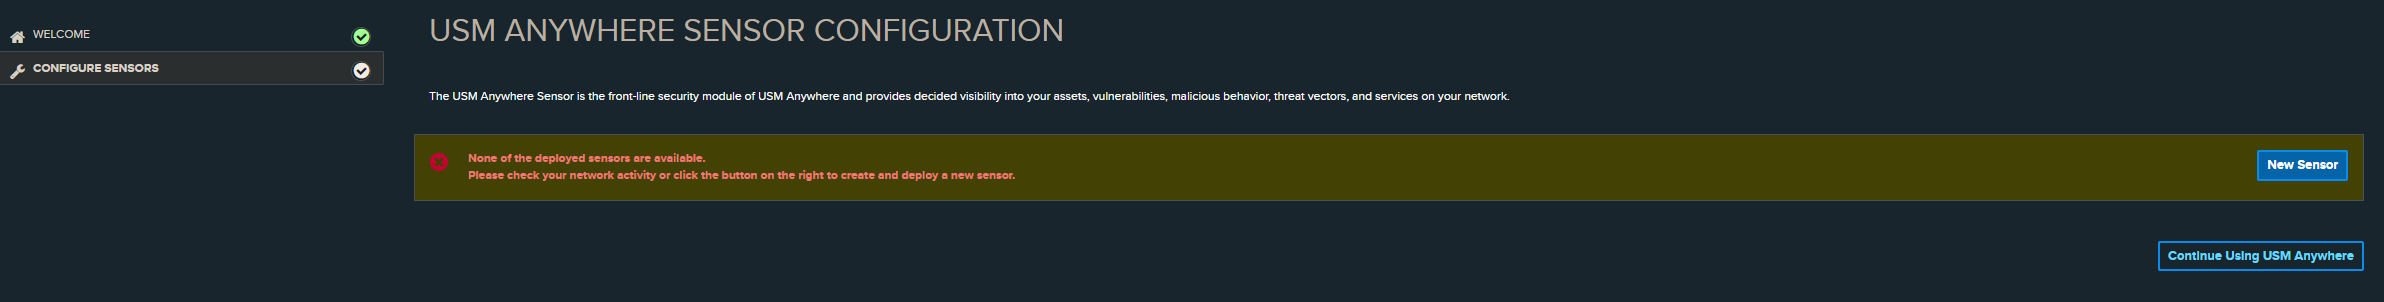 WELCOME
CONFIGURE SENSORS
USM ANYWHERE SENSOR CONFIGURATION
The USM Anywhere Sensor is the front-line security module of USM Anywhere and provides decided visibility into your assets, vulnerabilities, malicious behavior, threat vectors, and services on your network.
None of the deployed sensors are available.
Please check your network activity or click the button on the right to create and deploy a new sensor.
New Sensor
Continue Using USM Anywhere